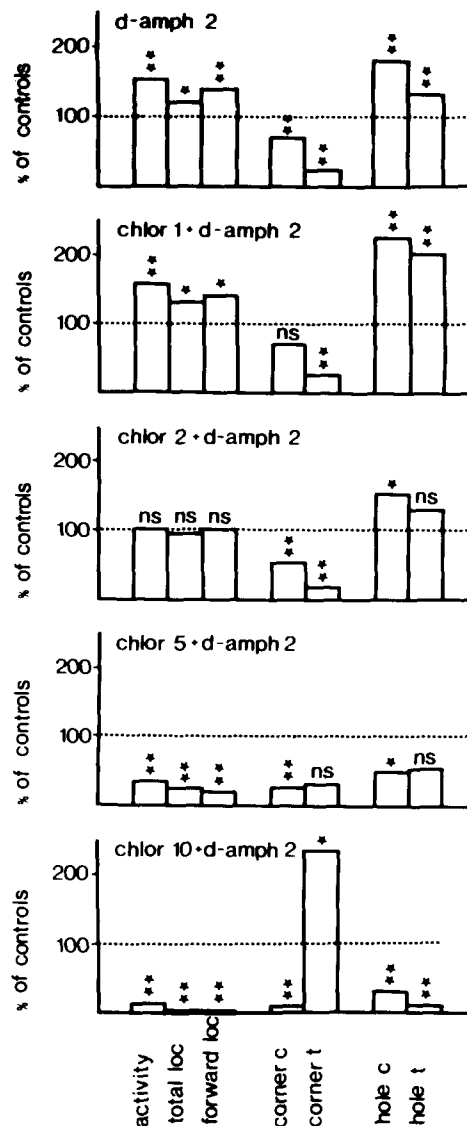 d-amph 2
200
100
% of controls
chlor 1+d-amph 2
200
100
ns
% of controls
chlor 2+d-amph 2
200
100
ns ns ns
ns
% of controls
chlor 5+d-amph 2
200
100
ns
ns
% of controls
chlor 10+d-amph 2
200
100
% of controls
activity
total loc
forward loc
corner c
corner t
hole c
hole t